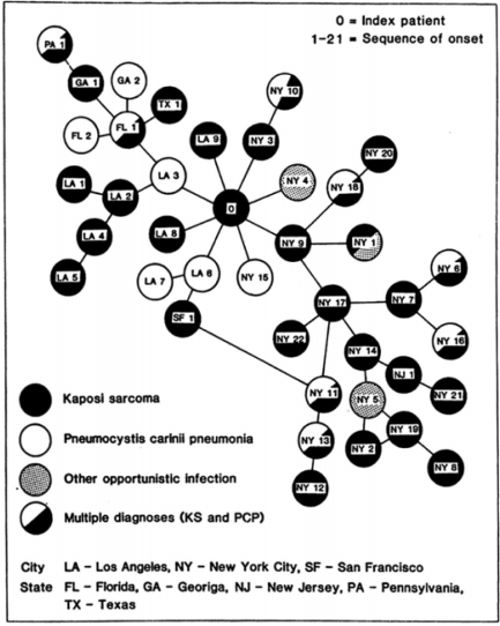 0 = Index patient
1-21 = Sequence of onset
PA 1
GA 1
GA 2
TX 1
NY 10
FL 2
FL 1
LA 9
NY 3
NY 20
LA 1
LA 2
LA 3
NY 4
NY 18
0
LA 4
LA 8
NY 9
NY 1
LA 5
LA 7
LA 6
NY 15
NY 6
SF 1
NY 17
NY 7
NY 22
NY 16
NY 14
NJ 1
NY 21
NY 11
NY 5
NY 13
NY 19
NY 2
NY 8
NY 12
Kaposi sarcoma
Pneumocystis carinii pneumonia
Other opportunistic infection
Multiple diagnoses (KS and PCP)
City LA - Los Angeles, NY - New York City, SF - San Francisco
State FL - Florida, GA - Georiga, NJ - New Jersey, PA - Pennsylvania,
TX - Texas